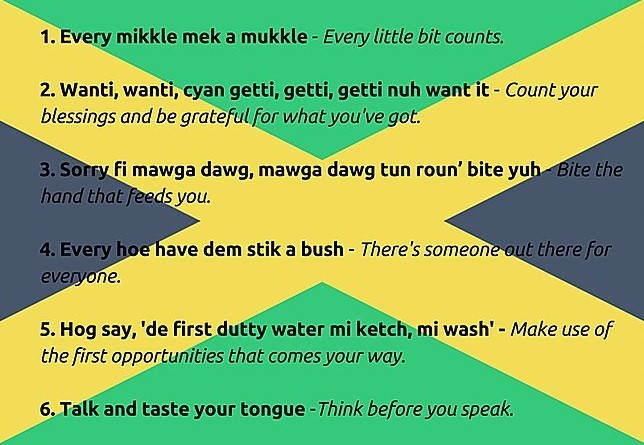 1. Every mikkle mek a mukkle - Every little bit counts.
2. Wanti, wanti, cyan getti, getti, getti nuh want it - Count your
blessings and be grateful for what you've got.
3. Sorry fi mawga dawg, mawga dawg tun roun’ bite yuh - Bite the
hand that feeds you.
4. Every hoe have dem stik a bush - There's someone out there for
everyone.
5. Hog say, 'de first dutty water mi ketch, mi wash' - Make use of
the first opportunities that comes your way.
6. Talk and taste your tongue -Think before you speak.